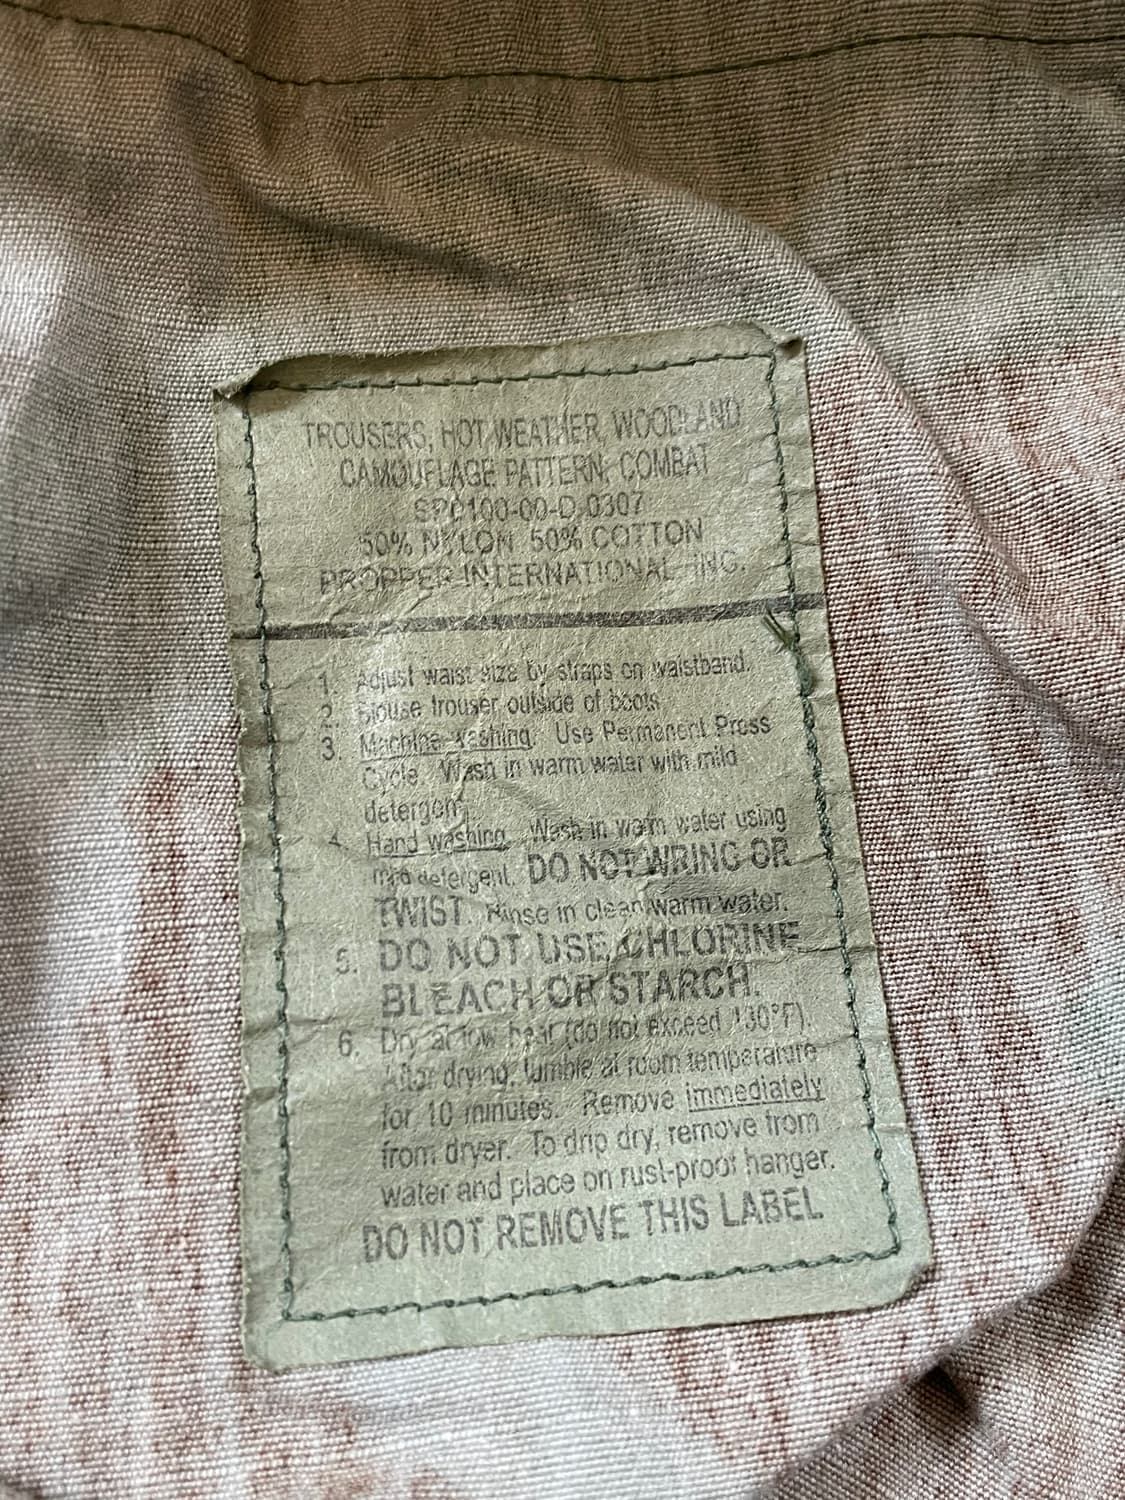 TROUSERS, HOT WEATHER, WOODLAND
CAMOUFLAGE PATTERN, COMBAT
SPO100-00-D-0307
50% NYLON 50% COTTON
PROPPER INTERNATIONAL INC.
1. Adjust waist size by straps on waistband.
2. Blouse trouser outside of boots.
3. Machine washing. Use Permanent Press
Cycle. Wash in warm water with mild
detergent.
4. Hand washing. Wash in warm water using
mild detergent. DO NOT WRING OR
TWIST. Rinse in clean warm water.
5. DO NOT USE CHLORINE
BLEACH OR STARCH.
6. Dry at low heat (do not exceed 130°F).
After drying, tumble at room temperature
for 10 minutes. Remove immediately
from dryer. To drip dry, remove from
water and place on rust-proof hanger.
DO NOT REMOVE THIS LABEL